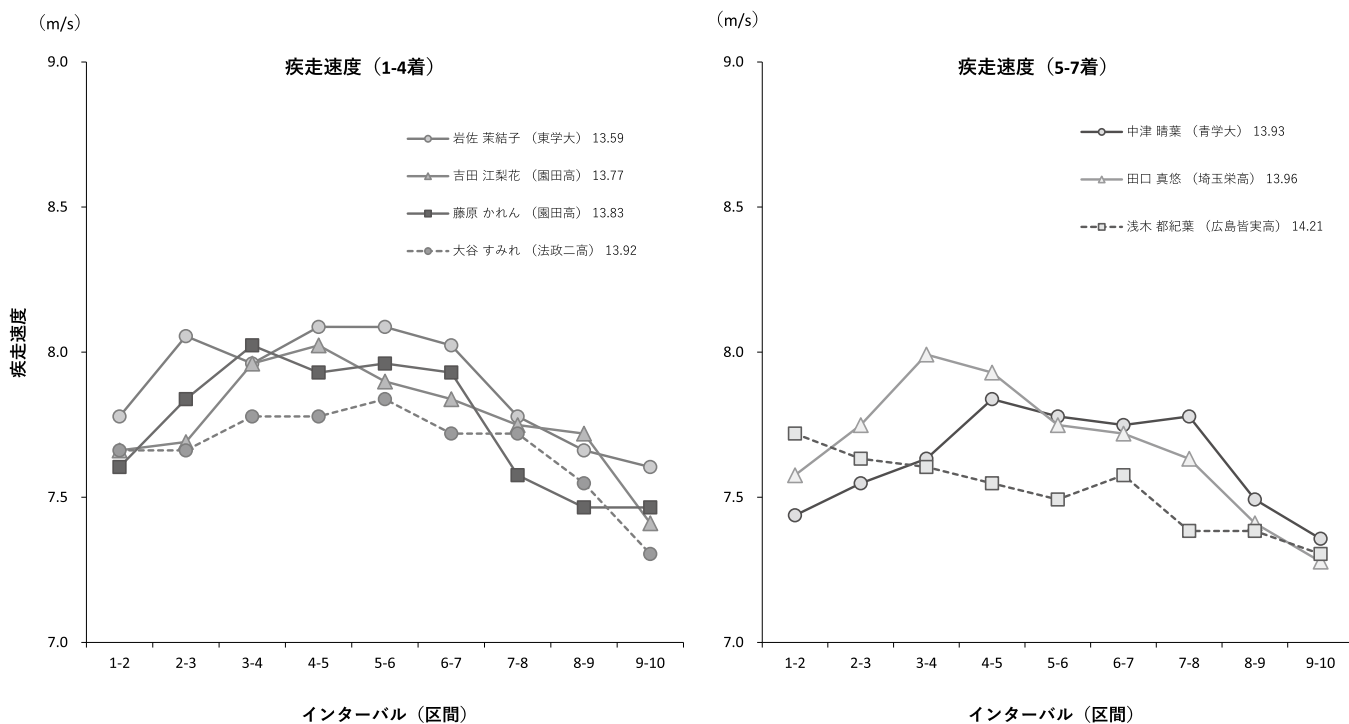 （m/s）
疾走速度（1-4着）
岩佐 茉結子 （東学大） 13.59
吉田 江梨花 （園田高） 13.77
藤原 かれん （園田高） 13.83
大谷 すみれ （法政二高） 13.92
疾走速度
9.0
8.5
8.0
7.5
7.0
1-2 2-3 3-4 4-5 5-6 6-7 7-8 8-9 9-10
インターバル（区間）
（m/s）
疾走速度（5-7着）
中津 晴葉 （青学大） 13.93
田口 真悠 （埼玉栄高） 13.96
浅木 都紀葉 （広島皆実高） 14.21
9.0
8.5
8.0
7.5
7.0
1-2 2-3 3-4 4-5 5-6 6-7 7-8 8-9 9-10
インターバル（区間）